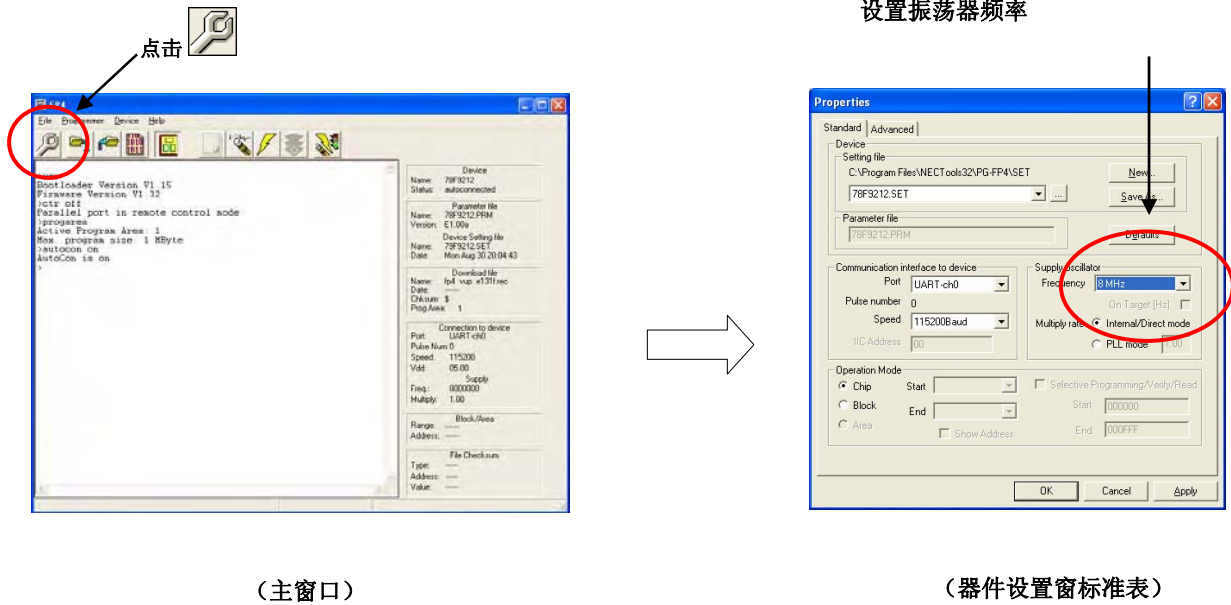 设置振荡器频率
点击
FP4
File Programmer Device Help
Bootloader Version V1 15
Firmware Version V1 32
>ctr off
Parallel port in remote control mode
>progarea
Active Program Area: 1
Max. program size: 1 MByte
>autocon on
AutoCon is on
>
Device
Name: 78F9212
Status: autoconnected
Parameter file
Name: 78F9212.PRM
Version: E1.00a
Device Setting file
Name: 79F9212.SET
Date: Mon Aug 30 20:04:43
Download file
Name: fp4 vup e131f.rec
Date: -----
Chksum: $
Prog Area: 1
Connection to device
Port: UART-ch0
Pulse Num: 0
Speed: 115200
Vdd: 05.00
Supply
Freq.: 8000000
Multiply: 1.00
Block/Area
Range: -----
Address: -----
File Checksum
Type: -----
Address: -----
Value: -----
Properties
Standard Advanced
Device
Setting file
C:\Program Files\NECTools32\PG-FP4\SET
New...
78F9212.SET
...
Save As...
Parameter file
78F9212.PRM
Defaults
Communication interface to device
Port UART-ch0
Pulse number 0
Speed 115200Baud
IIC Address 00
Supply oscillator
Frequency 8 MHz
On Target [Hz]
Multiply rate Internal/Direct mode
PLL mode 1.00
Operation Mode
Chip Start
Block End
Area
Show Address
Selective Programming/Verify/Read
Start 000000
End 000FFF
OK Cancel Apply
（主窗口）
（器件设置窗标准表）